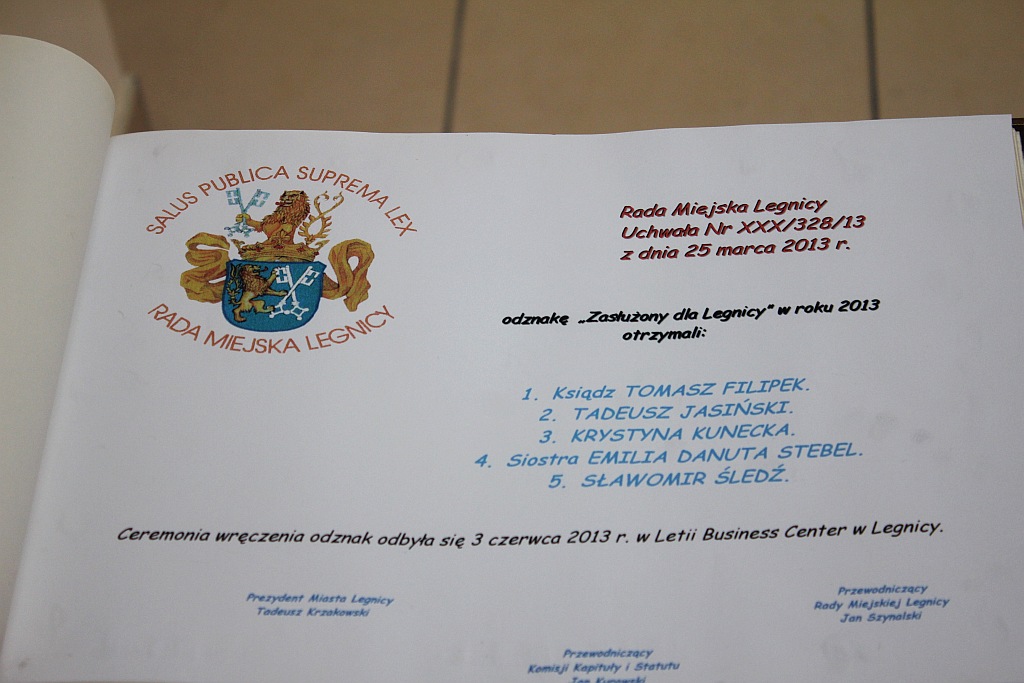 SALUS PUBLICA SUPREMA LEX
RADA MIEJSKA LEGNICY
Rada Miejska Legnicy
Uchwała Nr XXX/328/13
z dnia 25 marca 2013 r.
odznakę „Zasłużony dla Legnicy" w roku 2013
otrzymali:
1. Ksiądz TOMASZ FILIPEK.
2. TADEUSZ JASIŃSKI.
3. KRYSTYNA KUNECKA.
4. Siostra EMILIA DANUTA STEBEL.
5. SŁAWOMIR ŚLEDŹ.
Ceremonia wręczenia odznak odbyła się 3 czerwca 2013 r. w Letii Business Center w Legnicy.
Prezydent Miasta Legnicy
Tadeusz Krzakowski
Przewodniczący
Rady Miejskiej Legnicy
Jan Szynalski
Przewodniczący
Komisji Kapituły i Statutu
Jan